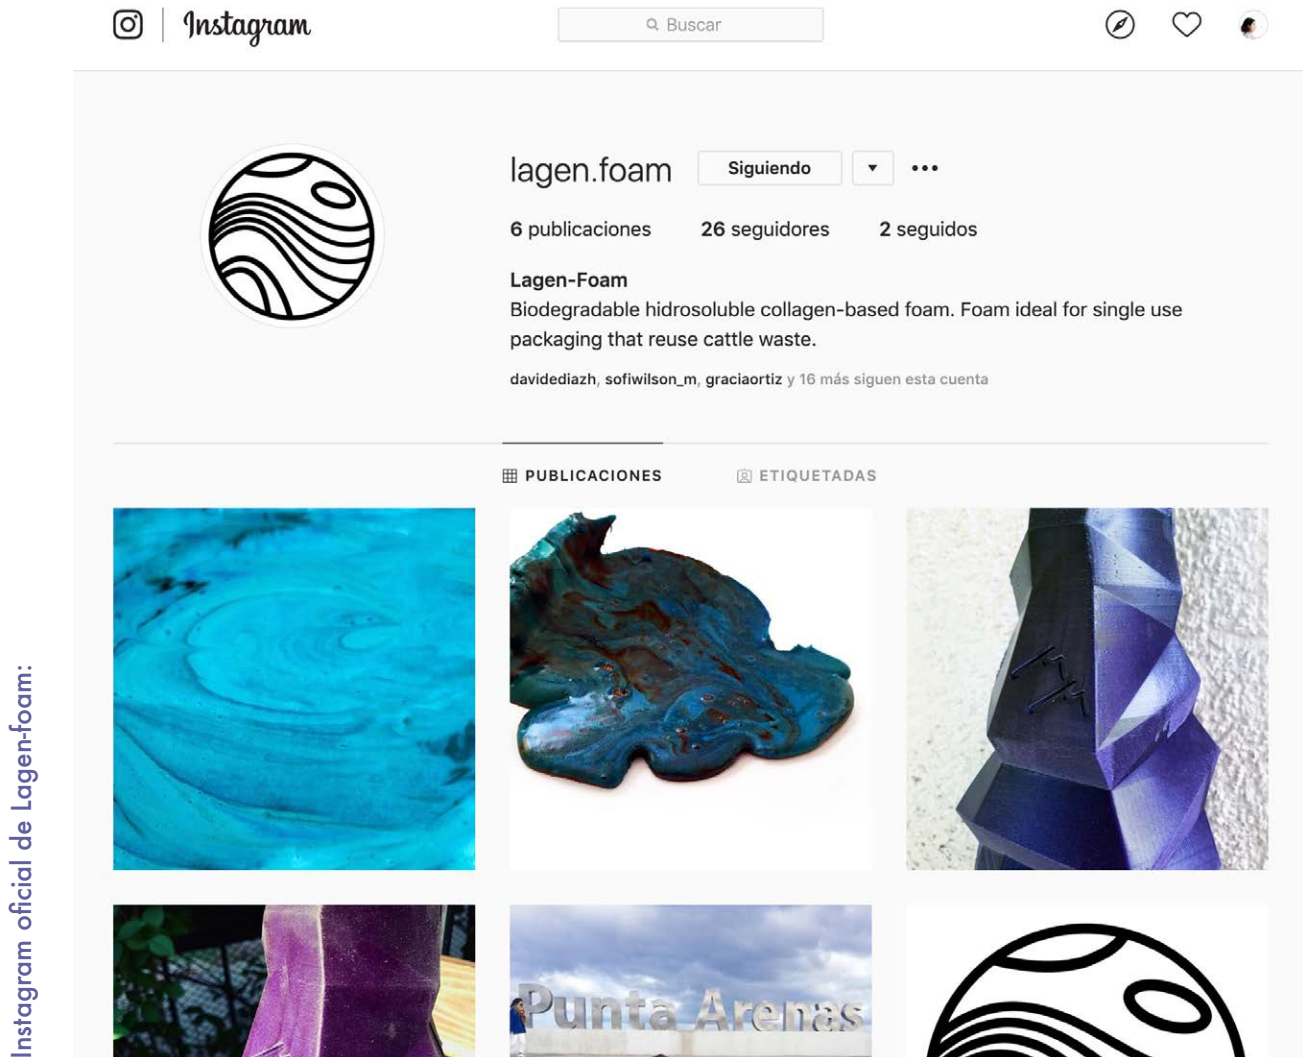 Instagram
Buscar
lagen.foam
Siguiendo
6 publicaciones
26 seguidores
2 seguidos
Lagen-Foam
Biodegradable hidrosoluble collagen-based foam. Foam ideal for single use
packaging that reuse cattle waste.
davidediazh, sofiwilson_m, graciaortiz y 16 más siguen esta cuenta
PUBLICACIONES
ETIQUETADAS
Punta Arenas
Instagram oficial de Lagen-foam: